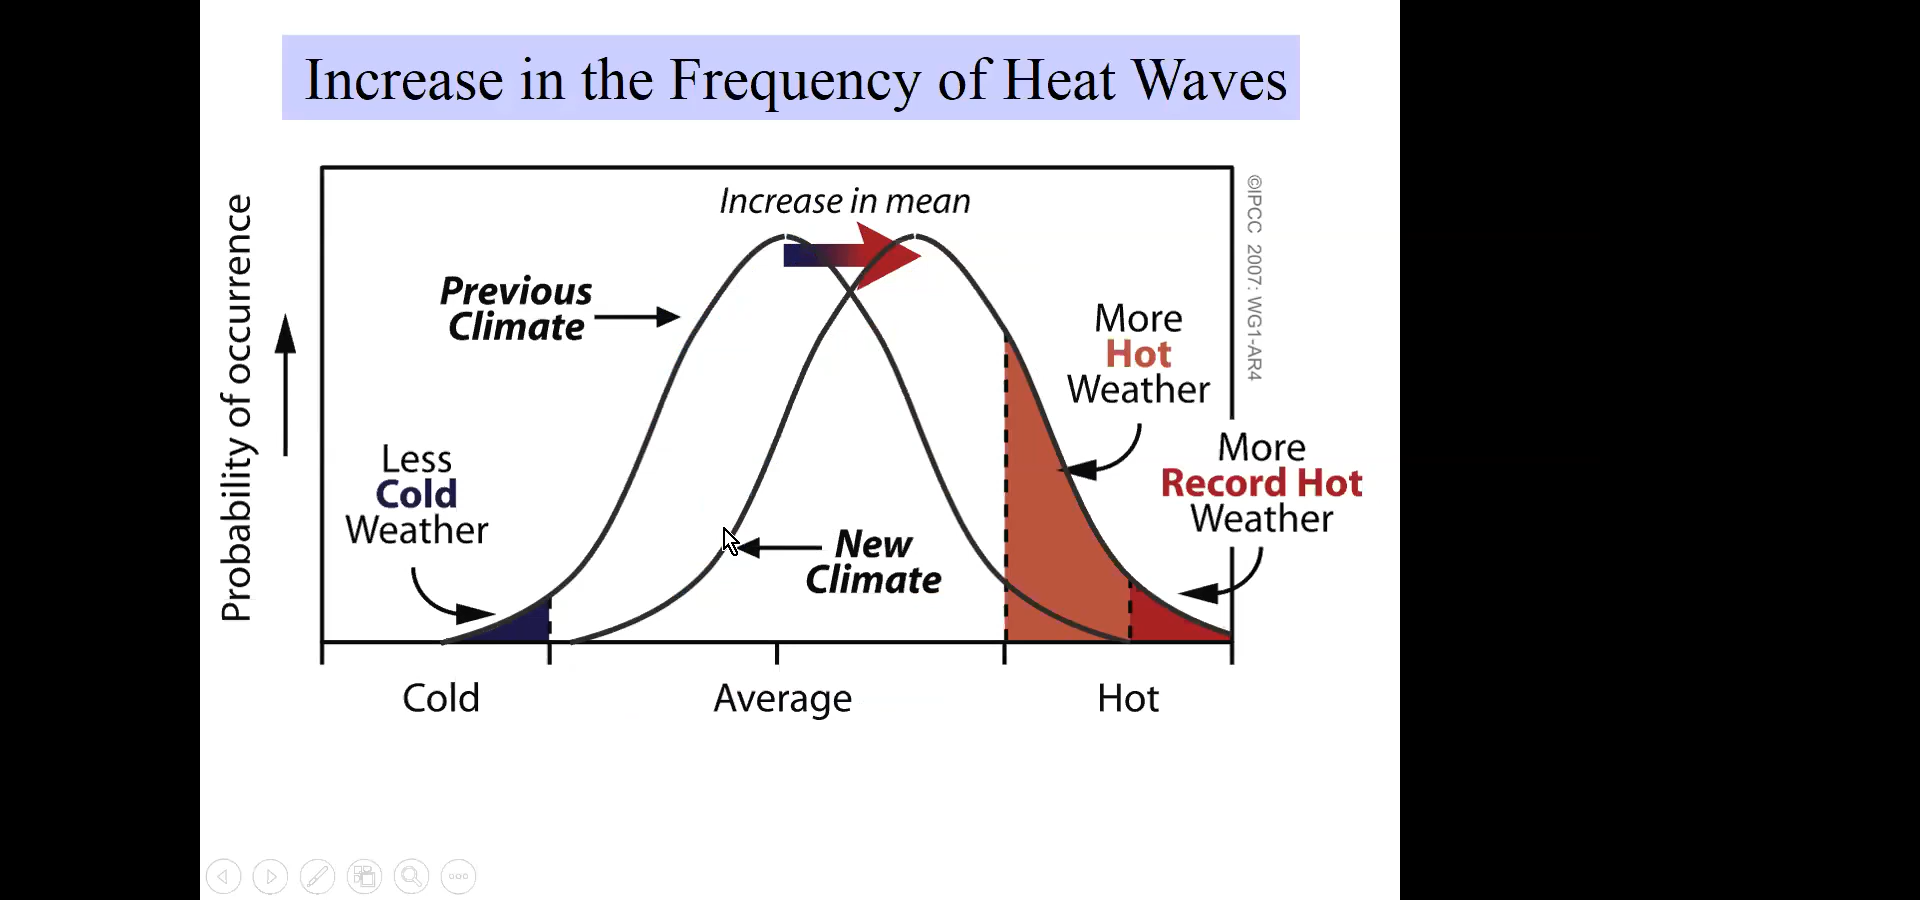 Increase in the Frequency of Heat Waves
Increase in mean
Previous
Climate
More
Hot
Weather
©IPCC 2007: WG1-AR4
Probability of occurrence
Less
Cold
Weather
More
Record Hot
Weather
New
Climate
Cold
Average
Hot